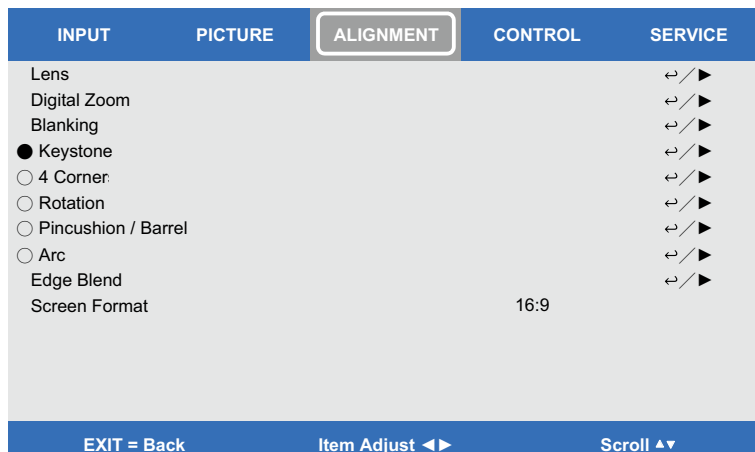 INPUT PICTURE ALIGNMENT CONTROL SERVICE
Lens ↩/►
Digital Zoom ↩/►
Blanking ↩/►
● Keystone ↩/►
○ 4 Corner ↩/►
○ Rotation ↩/►
○ Pincushion / Barrel ↩/►
○ Arc ↩/►
Edge Blend ↩/►
Screen Format 16:9
EXIT = Back Item Adjust ◄► Scroll ▲▼